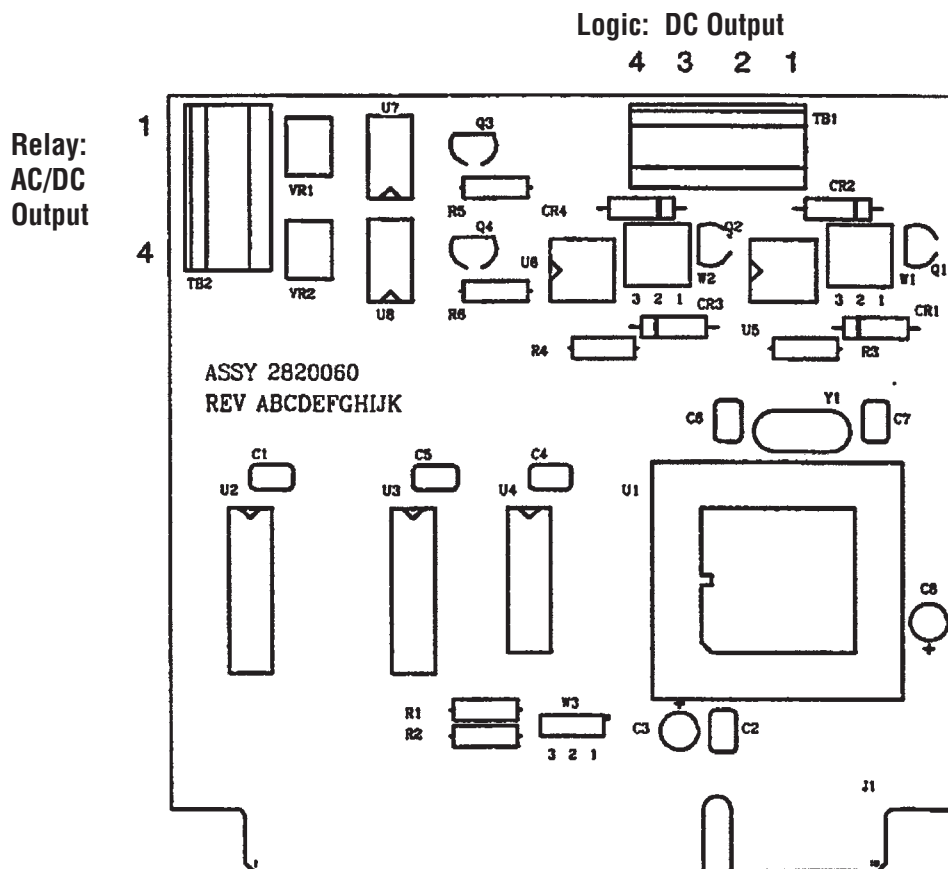 Logic: DC Output
4 3 2 1
1
Relay:
AC/DC
Output
4
U7
Q3
TB1
VR1
R5
CR4
CR2
Q4
Q2
U6
TB2
VR2
U8
R6
3 2 1
W2
W1
Q1
3 2 1
CR3
CR1
U5
R4
R3
ASSY 2820060
REV ABCDEFGHIJK
C6
Y1
C7
C1
C5
C4
U2
U3
U4
U1
C8
+
R1
R2
W3
3 2 1
+
C3
C2
J1